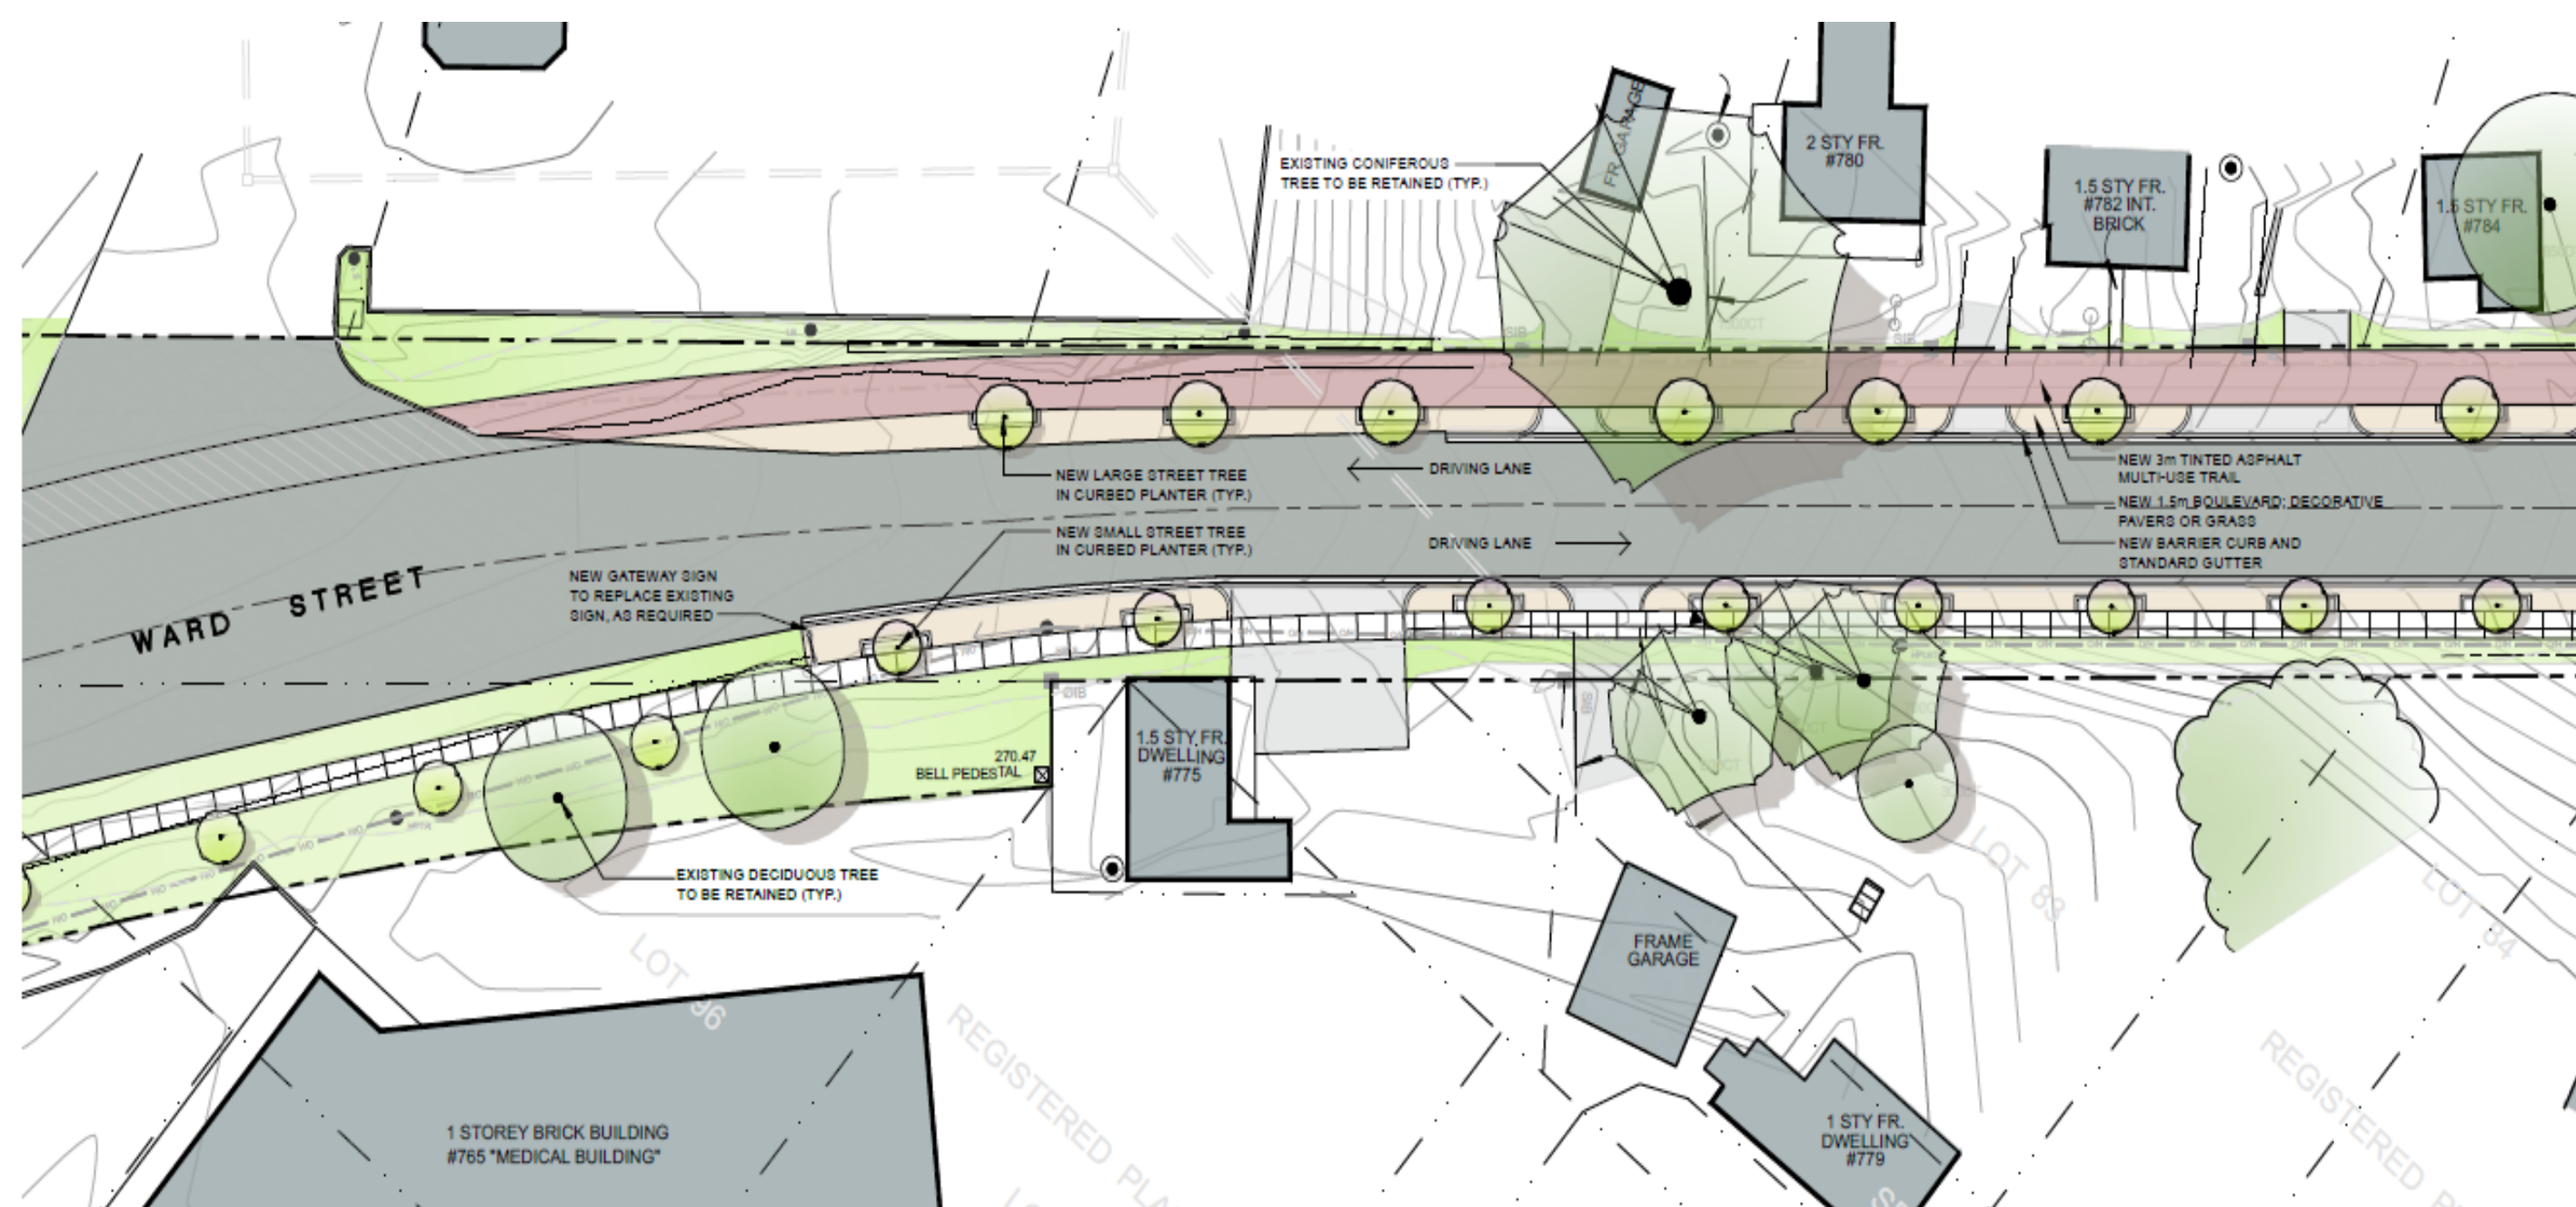 EXISTING CONIFEROUS
TREE TO BE RETAINED (TYP.)
FR. GARAGE
2 STY FR.
#780
1.5 STY FR.
#782 INT.
BRICK
1.5 STY FR.
#784
SIB
SIB
NEW LARGE STREET TREE
IN CURBED PLANTER (TYP.)
DRIVING LANE
NEW 3m TINTED ASPHALT
MULTI-USE TRAIL
NEW 1.5m BOULEVARD; DECORATIVE
PAVERS OR GRASS
NEW BARRIER CURB AND
STANDARD GUTTER
NEW SMALL STREET TREE
IN CURBED PLANTER (TYP.)
DRIVING LANE
WARD STREET
NEW GATEWAY SIGN
TO REPLACE EXISTING
SIGN, AS REQUIRED
ØIB
SIB
1.5 STY FR.
DWELLING
#775
270.47
BELL PEDESTAL
EXISTING DECIDUOUS TREE
TO BE RETAINED (TYP.)
LOT 83
LOT 84
LOT 96
FRAME
GARAGE
REGISTERED PLA
REGISTERED
1 STOREY BRICK BUILDING
#765 "MEDICAL BUILDING"
1 STY FR.
DWELLING
#779